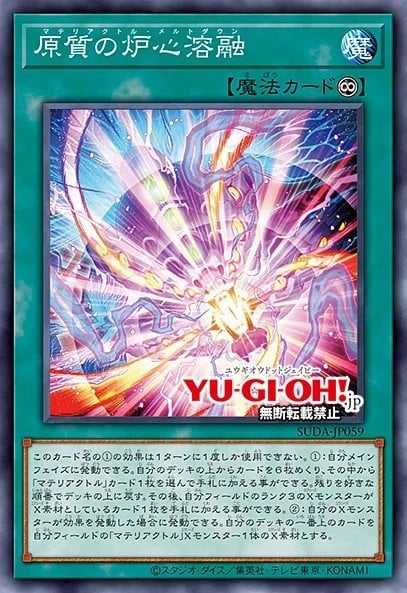 マテリアクトル・メルトダウン
原質の炉心溶融
魔
【魔法カード】
ユウギオウドットジェイピー
YU-GI-OH!.jp
無断転載禁止
SUDA-JP059
このカード名の①の効果は1ターンに1度しか使用できない。①：自分メイン
フェイズに発動できる。自分のデッキの上からカードを6枚めくり、その中から
「マテリアクトル」カード1枚を選んで手札に加える事ができる。残りを好きな
順番でデッキの上に戻す。その後、自分フィールドのランク3のXモンスターが
X素材としているカード1枚を手札に加える事ができる。②：自分のXモンス
ターが効果を発動した場合に発動できる。自分のデッキの一番上のカードを
自分フィールドの「マテリアクトル」Xモンスター1体のX素材とする。
©スタジオ・ダイス／集英社・テレビ東京・KONAMI